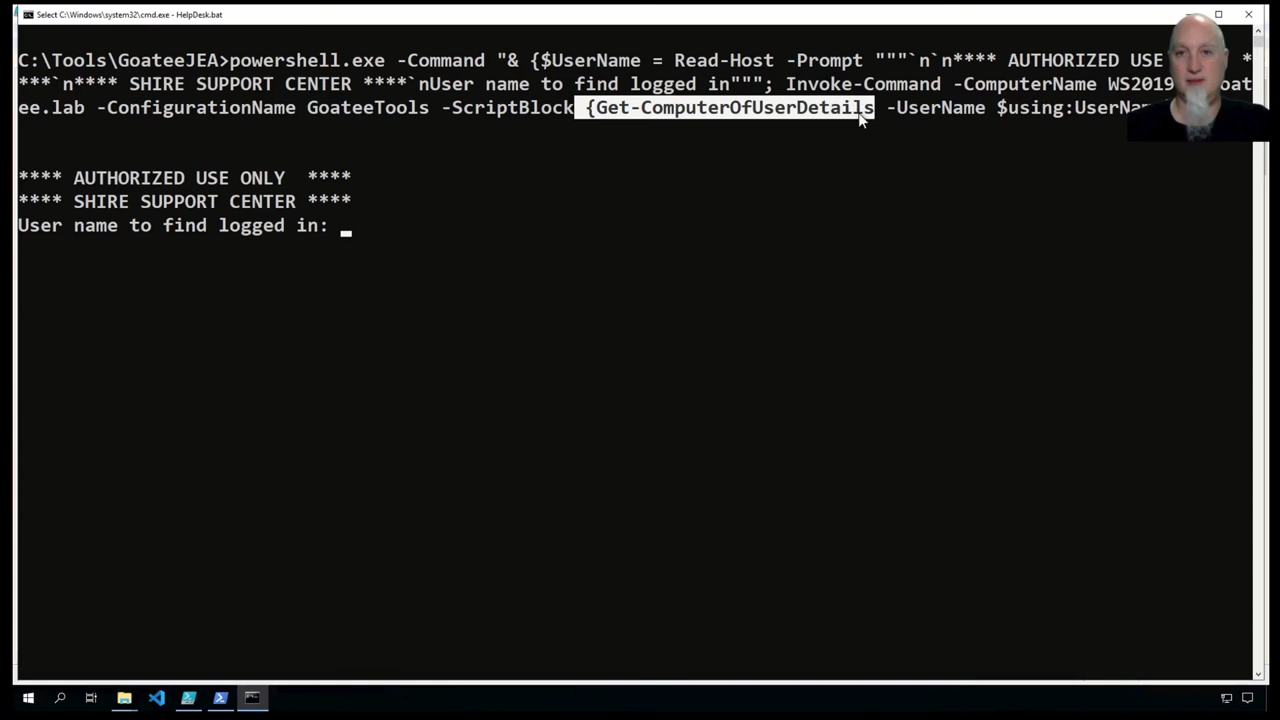 Select C:\Windows\system32\cmd.exe - HelpDesk.bat
C:\Tools\GoateeJEA>powershell.exe -Command "& {$UserName = Read-Host -Prompt """`n`n**** AUTHORIZED USE *
***`n**** SHIRE SUPPORT CENTER ****`nUser name to find logged in"""; Invoke-Command -ComputerName WS2019 oat
ee.lab -ConfigurationName GoateeTools -ScriptBlock {Get-ComputerOfUserDetails -UserName $using:UserNa
**** AUTHORIZED USE ONLY ****
**** SHIRE SUPPORT CENTER ****
User name to find logged in: